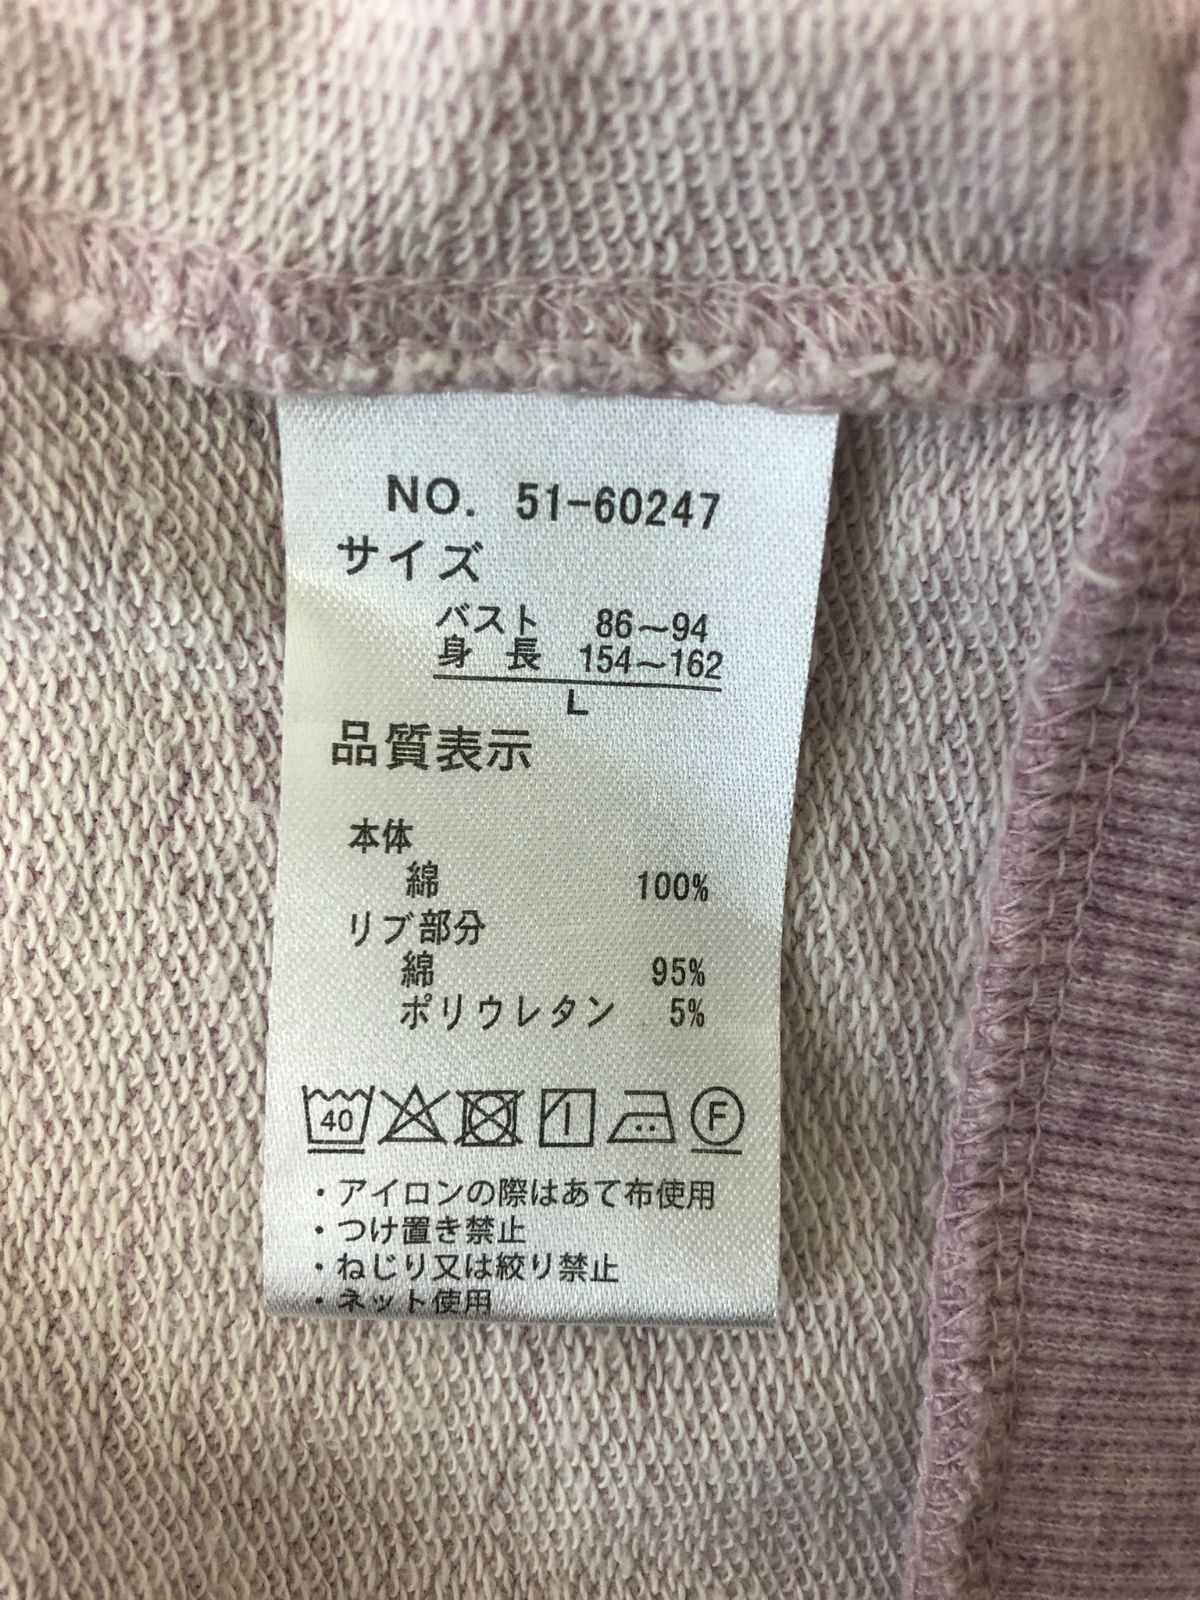 NO. 51-60247
サイズ
バスト 86～94
身 長 154～162
L
品質表示
本体
綿 100%
リブ部分
綿 95%
ポリウレタン 5%
40 F
・アイロンの際はあて布使用
・つけ置き禁止
・ねじり又は絞り禁止
・ネット使用